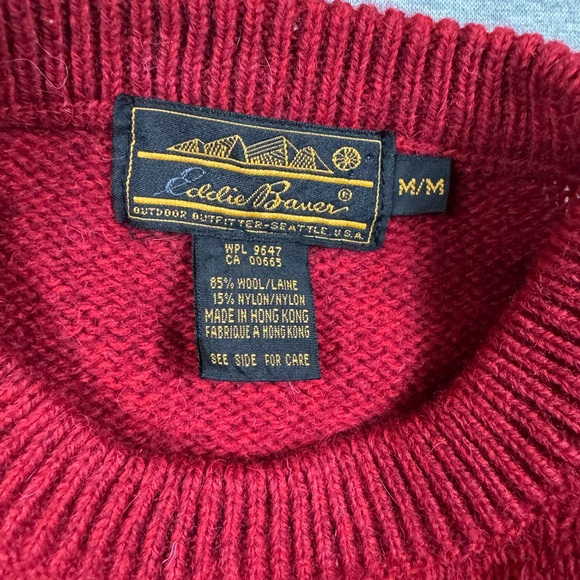 Eddie Bauer ®
OUTDOOR OUTFITTER-SEATTLE, U.S.A.
M/M
WPL 9647
CA 00665
85% WOOL/LAINE
15% NYLON/NYLON
MADE IN HONG KONG
FABRIQUE A HONG KONG
SEE SIDE FOR CARE